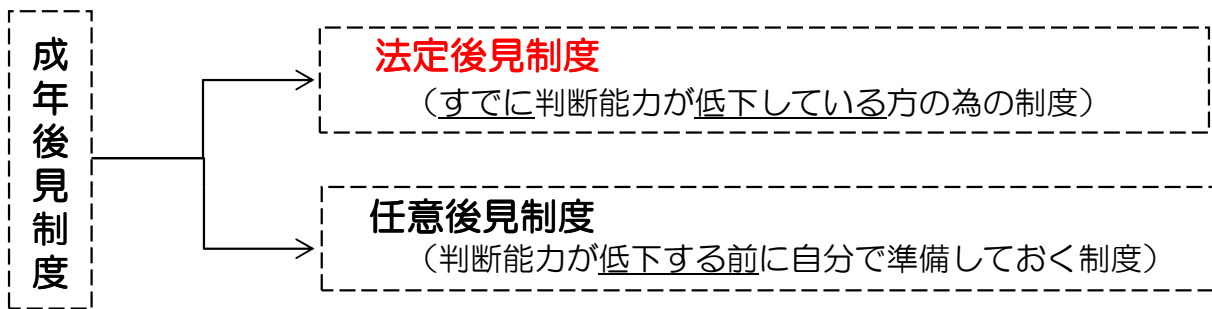 成年後見制度
法定後見制度
（すでに判断能力が低下している方の為の制度）
任意後見制度
（判断能力が低下する前に自分で準備しておく制度）